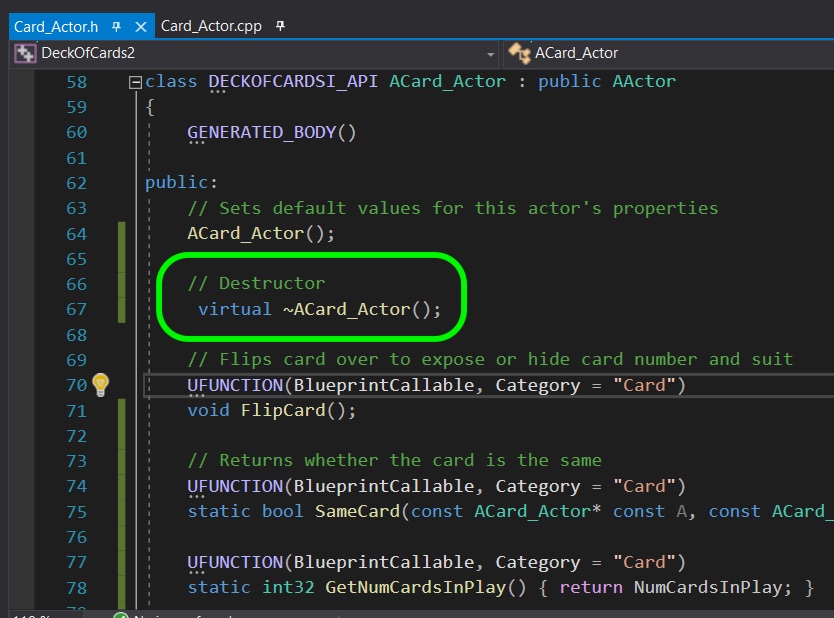 Card_Actor.h Card_Actor.cpp
DeckOfCards2 ACard_Actor
58 class DECKOFCARDSI_API ACard_Actor : public AActor
59 {
60 GENERATED_BODY()
61
62 public:
63 // Sets default values for this actor's properties
64 ACard_Actor();
65
66 // Destructor
67 virtual ~ACard_Actor();
68
69 // Flips card over to expose or hide card number and suit
70 UFUNCTION(BlueprintCallable, Category = "Card")
71 void FlipCard();
72
73 // Returns whether the card is the same
74 UFUNCTION(BlueprintCallable, Category = "Card")
75 static bool SameCard(const ACard_Actor* const A, const ACard_
76
77 UFUNCTION(BlueprintCallable, Category = "Card")
78 static int32 GetNumCardsInPlay() { return NumCardsInPlay; }